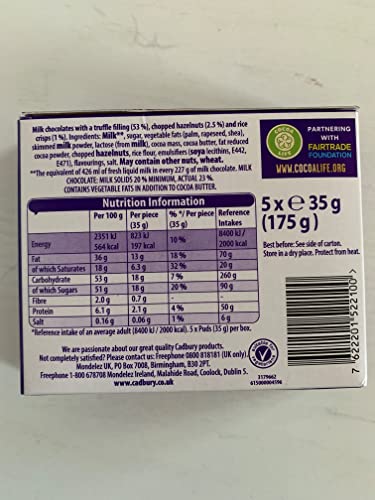 Milk chocolates with a truffle filling (53 %), chopped hazelnuts (2.5 %) and rice
crisps (1 %). Ingredients: Milk**, sugar, vegetable fats (palm, rapeseed, shea),
skimmed milk powder, lactose (from milk), cocoa mass, cocoa butter, fat reduced
cocoa powder, chopped hazelnuts, rice flour, emulsifiers (soya lecithins, E442,
E471), flavourings, salt. May contain other nuts, wheat.
**The equivalent of 426 ml of fresh liquid milk in every 227 g of milk chocolate. MILK
CHOCOLATE: MILK SOLIDS 20 % MINIMUM, ACTUAL 23 %.
CONTAINS VEGETABLE FATS IN ADDITION TO COCOA BUTTER.
COCOA
LIFE
PARTNERING
WITH
FAIRTRADE
FOUNDATION
WWW.COCOALIFE.ORG
Nutrition Information
Per 100 g Per piece (35 g) % */ Per piece (35 g) Reference Intakes
Energy 2351 kJ 564 kcal 823 kJ 197 kcal 10 % 8400 kJ / 2000 kcal
Fat 36 g 13 g 18 % 70 g
of which Saturates 18 g 6.3 g 32 % 20 g
Carbohydrate 53 g 18 g 7 % 260 g
of which Sugars 51 g 18 g 20 % 90 g
Fibre 2.0 g 0.7 g - -
Protein 6.1 g 2.1 g 4 % 50 g
Salt 0.16 g 0.06 g 1 % 6 g
*Reference intake of an average adult (8400 kJ / 2000 kcal). 5 x Puds (35 g) per box.
5 x ℮ 35 g
(175 g)
Best before: See side of carton.
Store in a dry place. Protect from heat.
We are passionate about our great quality Cadbury products.
Not completely satisfied? Please contact us: Freephone 0800 818181 (UK only).
Mondelez UK, PO Box 7008, Birmingham, B30 2PT.
Freephone 1-800 678708 Mondelez Ireland, Malahide Road, Coolock, Dublin 5.
www.cadbury.co.uk
3179662
615000004596
7 622201 522100